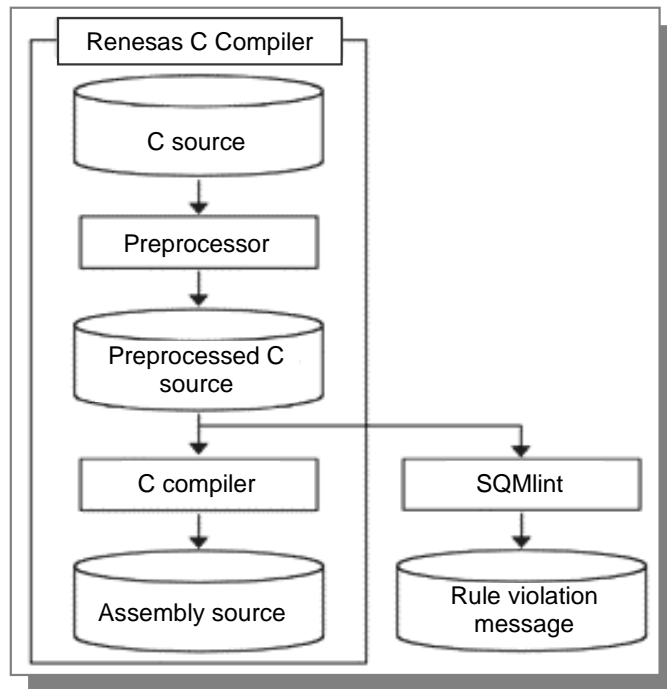 Renesas C Compiler
C source
Preprocessor
Preprocessed C
source
C compiler
SQMlint
Assembly source
Rule violation
message